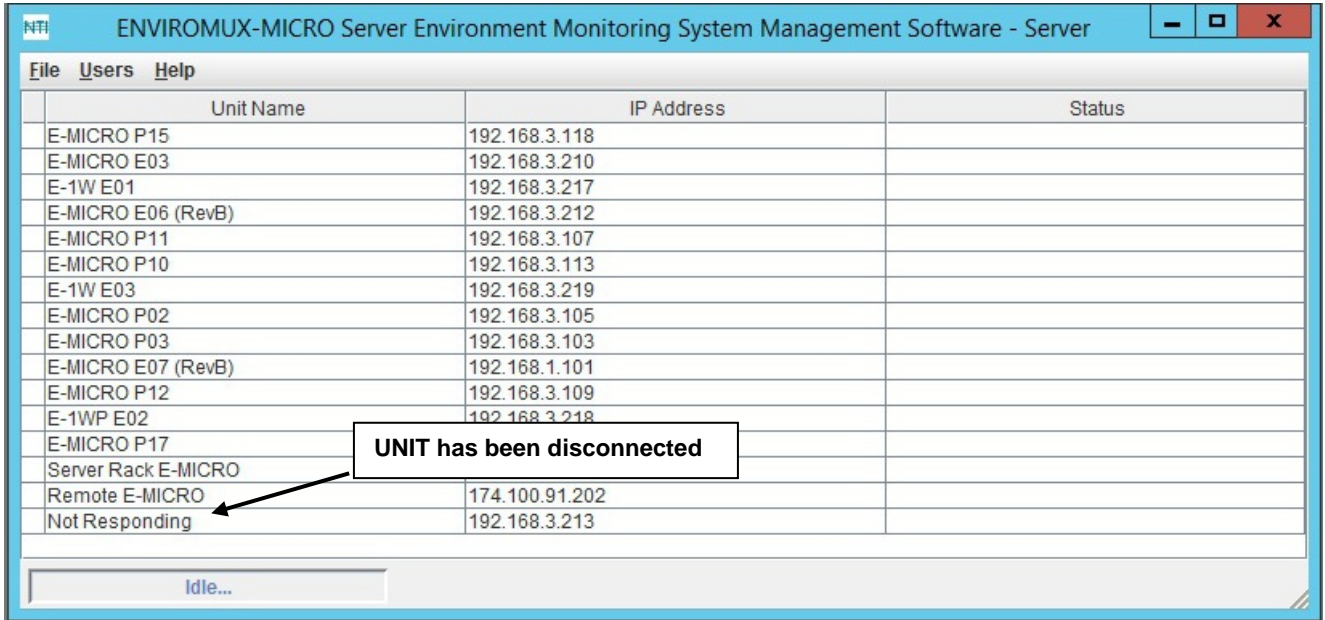 NTI ENVIROMUX-MICRO Server Environment Monitoring System Management Software - Server
File Users Help
Unit Name IP Address Status
E-MICRO P15 192.168.3.118
E-MICRO E03 192.168.3.210
E-1W E01 192.168.3.217
E-MICRO E06 (RevB) 192.168.3.212
E-MICRO P11 192.168.3.107
E-MICRO P10 192.168.3.113
E-1W E03 192.168.3.219
E-MICRO P02 192.168.3.105
E-MICRO P03 192.168.3.103
E-MICRO E07 (RevB) 192.168.1.101
E-MICRO P12 192.168.3.109
E-1WP E02 192.168.3.218
E-MICRO P17
UNIT has been disconnected
Server Rack E-MICRO
Remote E-MICRO 174.100.91.202
Not Responding 192.168.3.213
Idle...